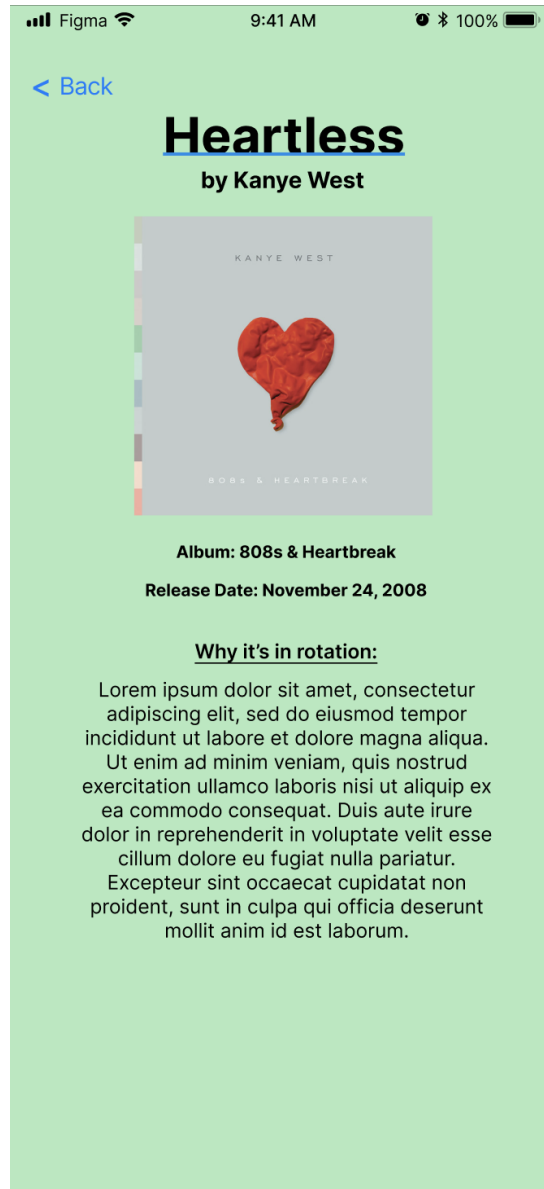 Figma 9:41 AM 100%
< Back
Heartless
by Kanye West
KANYE WEST
808s & HEARTBREAK
Album: 808s & Heartbreak
Release Date: November 24, 2008
Why it’s in rotation:
Lorem ipsum dolor sit amet, consectetur
adipiscing elit, sed do eiusmod tempor
incididunt ut labore et dolore magna aliqua.
Ut enim ad minim veniam, quis nostrud
exercitation ullamco laboris nisi ut aliquip ex
ea commodo consequat. Duis aute irure
dolor in reprehenderit in voluptate velit esse
cillum dolore eu fugiat nulla pariatur.
Excepteur sint occaecat cupidatat non
proident, sunt in culpa qui officia deserunt
mollit anim id est laborum.